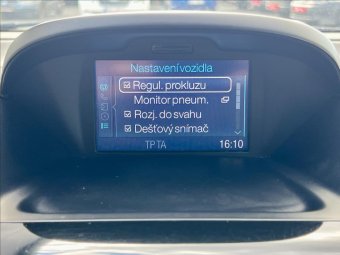 Nastavení vozidla
Regul. prokluzu
Monitor pneum.
Rozj. do svahu
Dešťový snímač
TP TA 16:10